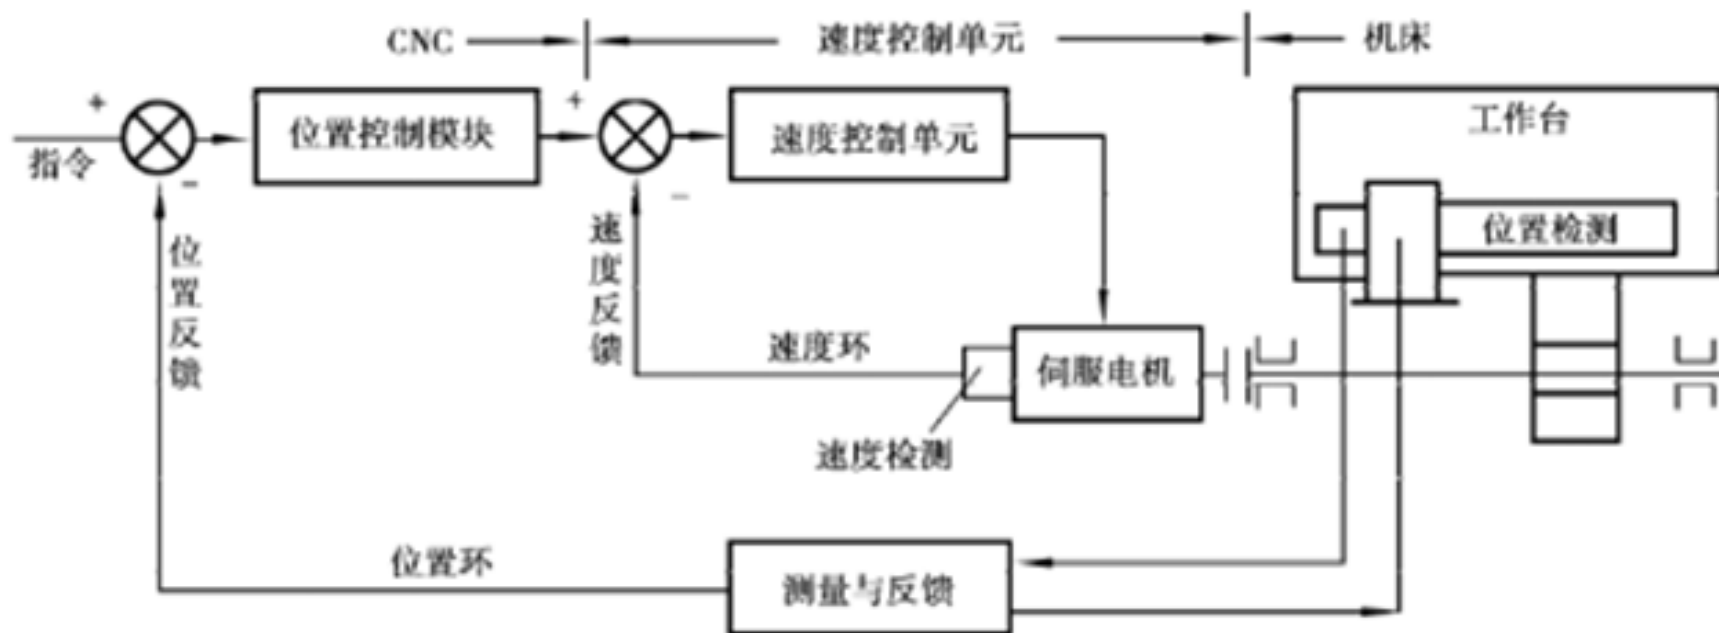 CNC
速度控制单元
机床
+
指令
-
位置控制模块
+
-
速度控制单元
工作台
位置检测
位置反馈
速度反馈
速度环
伺服电机
速度检测
位置环
测量与反馈